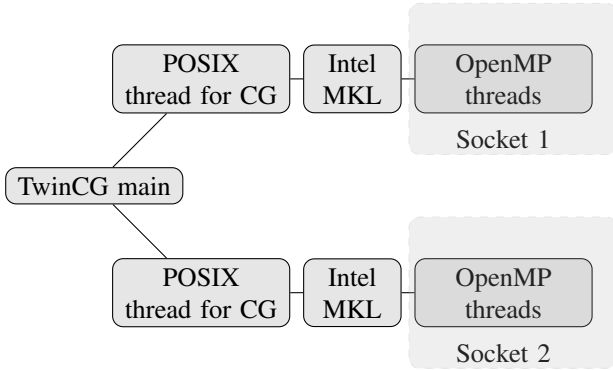 POSIX
thread for CG
Intel
MKL
OpenMP
threads
Socket 1
TwinCG main
POSIX
thread for CG
Intel
MKL
OpenMP
threads
Socket 2